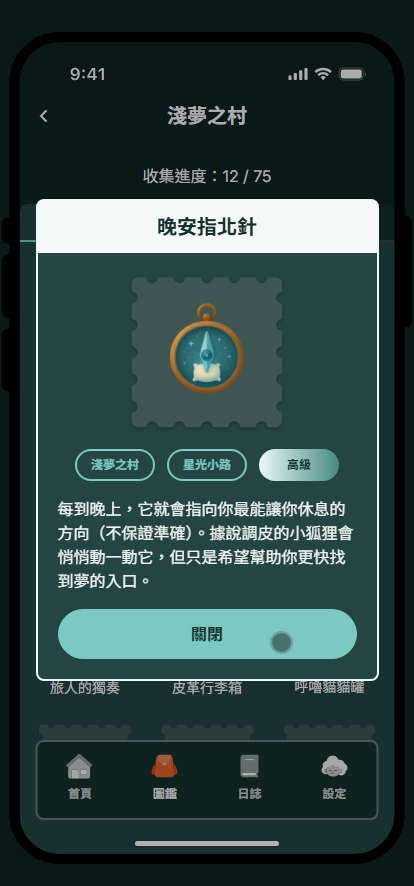 9:41
淺夢之村
收集進度：12 / 75
晚安指北針
淺夢之村
星光小路
高級
每到晚上，它就會指向你最能讓你休息的
方向（不保證準確）。據說調皮的小狐狸會
悄悄動一動它，但只是希望幫助你更快找
到夢的入口。
關閉
旅人的獨奏
皮革行李箱
呼嚕貓貓罐
首頁
圖鑑
日誌
設定